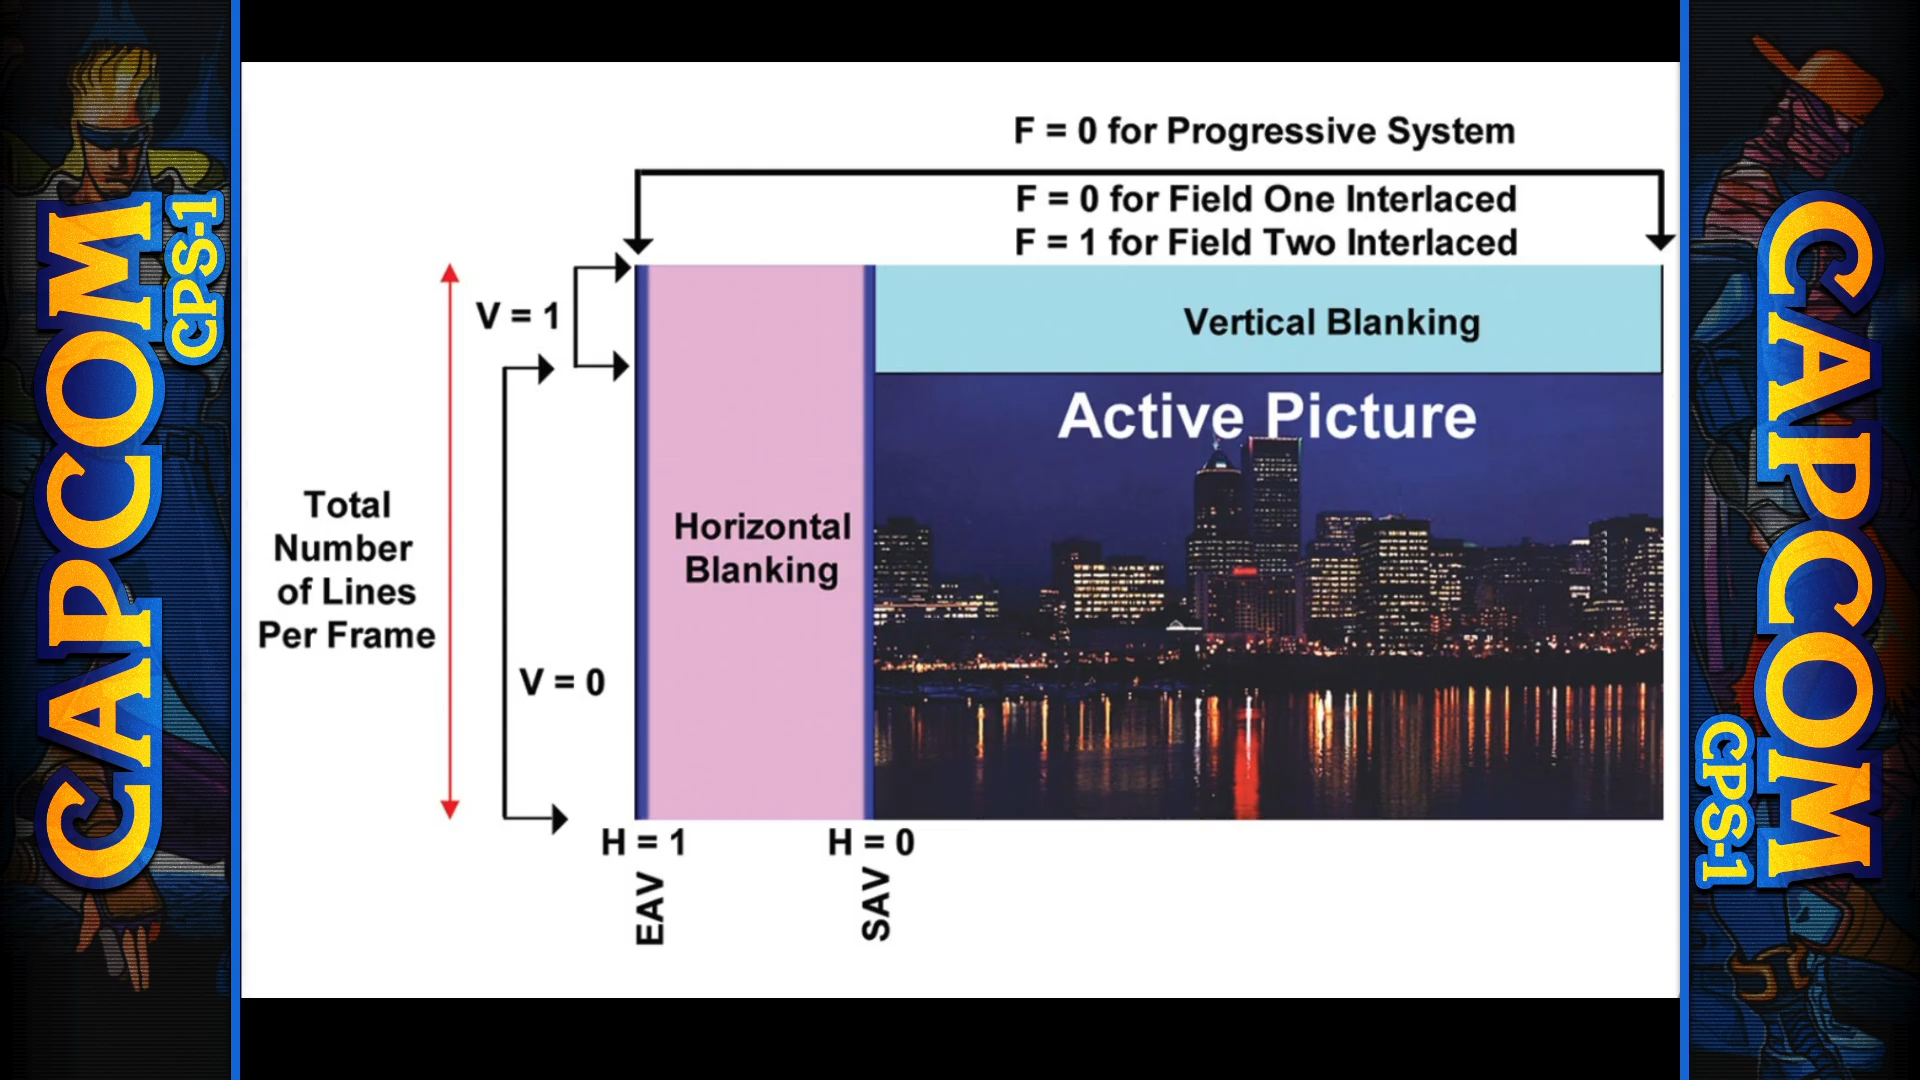 CAPCOM
CPS-1
F = 0 for Progressive System
F = 0 for Field One Interlaced
F = 1 for Field Two Interlaced
V = 1
Vertical Blanking
Active Picture
Total
Number
of Lines
Per Frame
Horizontal
Blanking
V = 0
H = 1
H = 0
EAV
SAV
CAPCOM
CPS-1